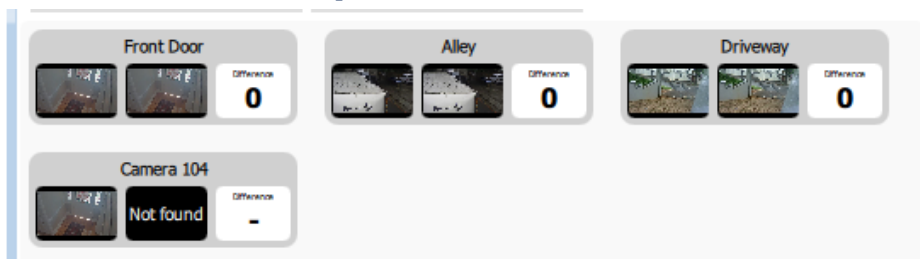 Front Door
Difference
0
Alley
Difference
0
Driveway
Difference
0
Camera 104
Not found
Difference
-